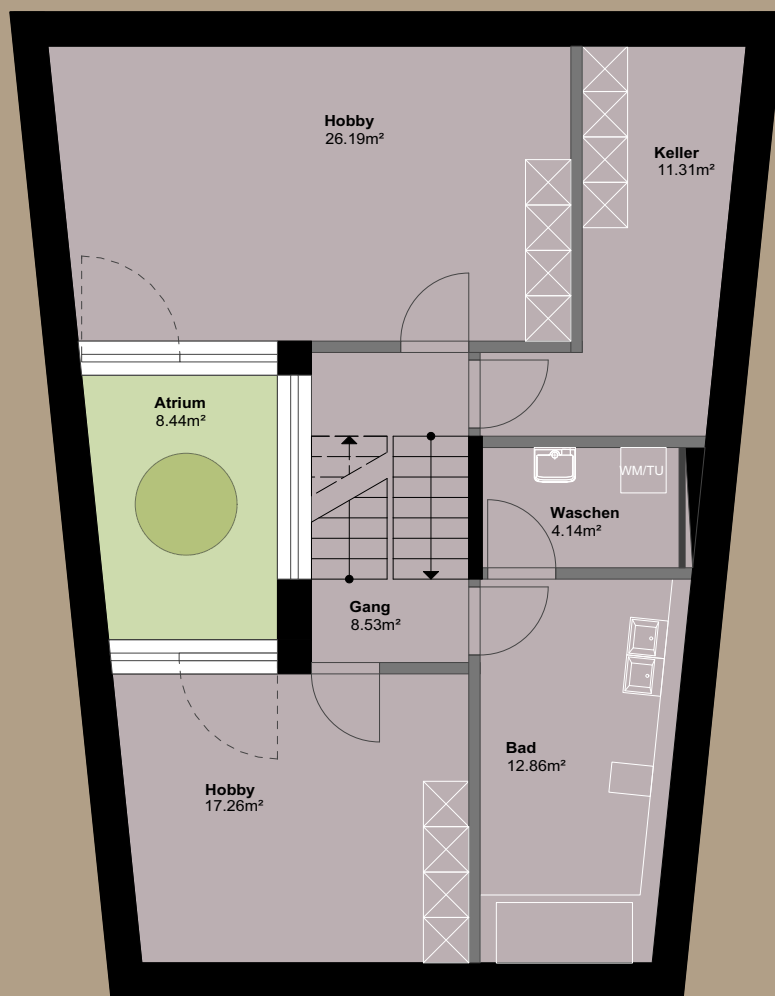 Hobby
26.19m²
Keller
11.31m²
Atrium
8.44m²
WM/TU
Waschen
4.14m²
Gang
8.53m²
Bad
12.86m²
Hobby
17.26m²